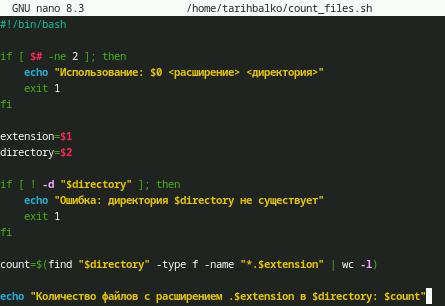 GNU nano 8.3 /home/tarihbalko/count_files.sh
#!/bin/bash
if [ $# -ne 2 ]; then
    echo "Использование: $0 <расширение> <директория>"
    exit 1
fi
extension=$1
directory=$2
if [ ! -d "$directory" ]; then
    echo "Ошибка: директория $directory не существует"
    exit 1
fi
count=$(find "$directory" -type f -name "*.$extension" | wc -l)
echo "Количество файлов с расширением .$extension в $directory: $count"